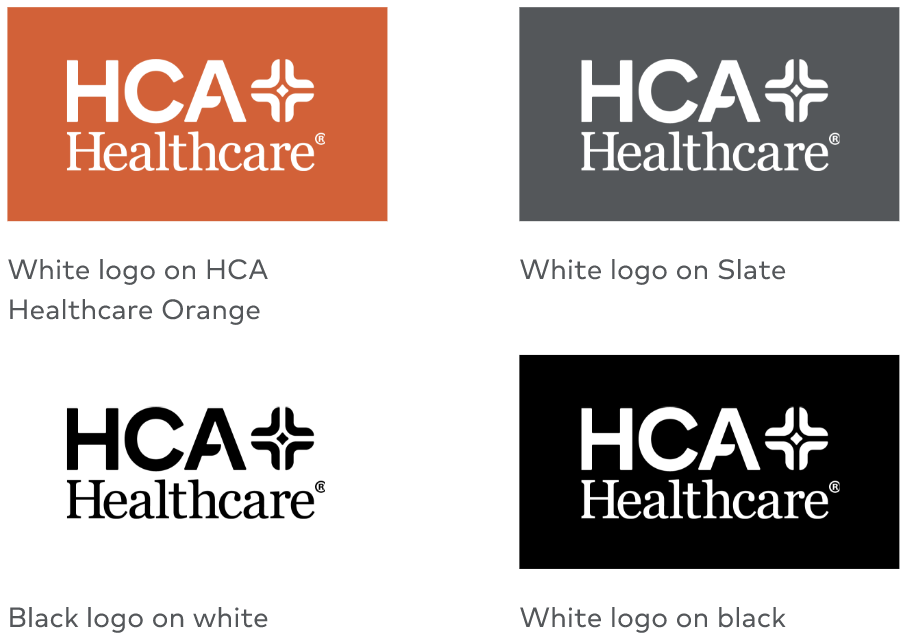 HCA
Healthcare®
HCA
Healthcare®
White logo on HCA
Healthcare Orange
White logo on Slate
HCA
Healthcare®
HCA
Healthcare®
Black logo on white
White logo on black